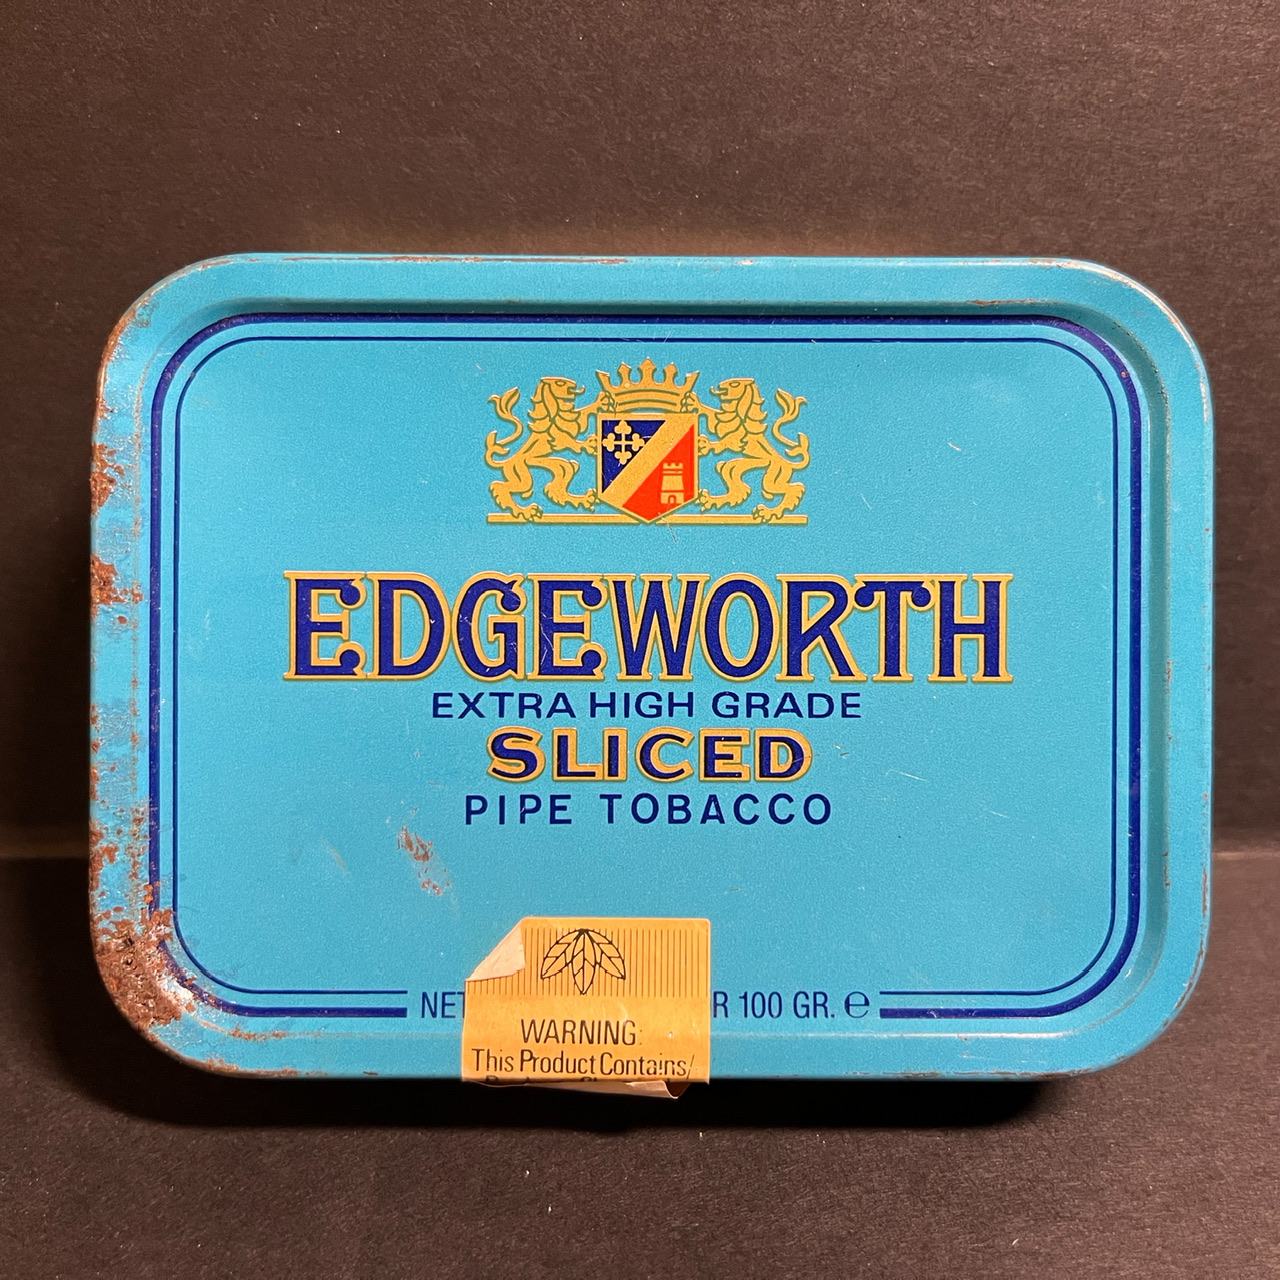 EDGEWORTH
EXTRA HIGH GRADE
SLICED
PIPE TOBACCO
NET R 100 GR. ℮
WARNING:
This Product Contains/